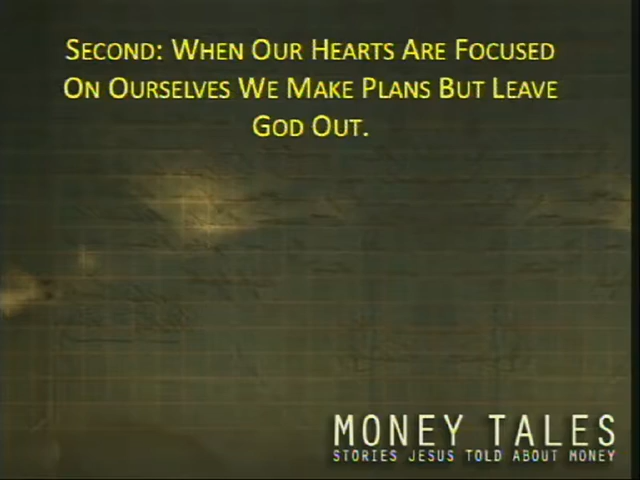 SECOND: WHEN OUR HEARTS ARE FOCUSED
ON OURSELVES WE MAKE PLANS BUT LEAVE
GOD OUT.
MONEY TALES
STORIES JESUS TOLD ABOUT MONEY